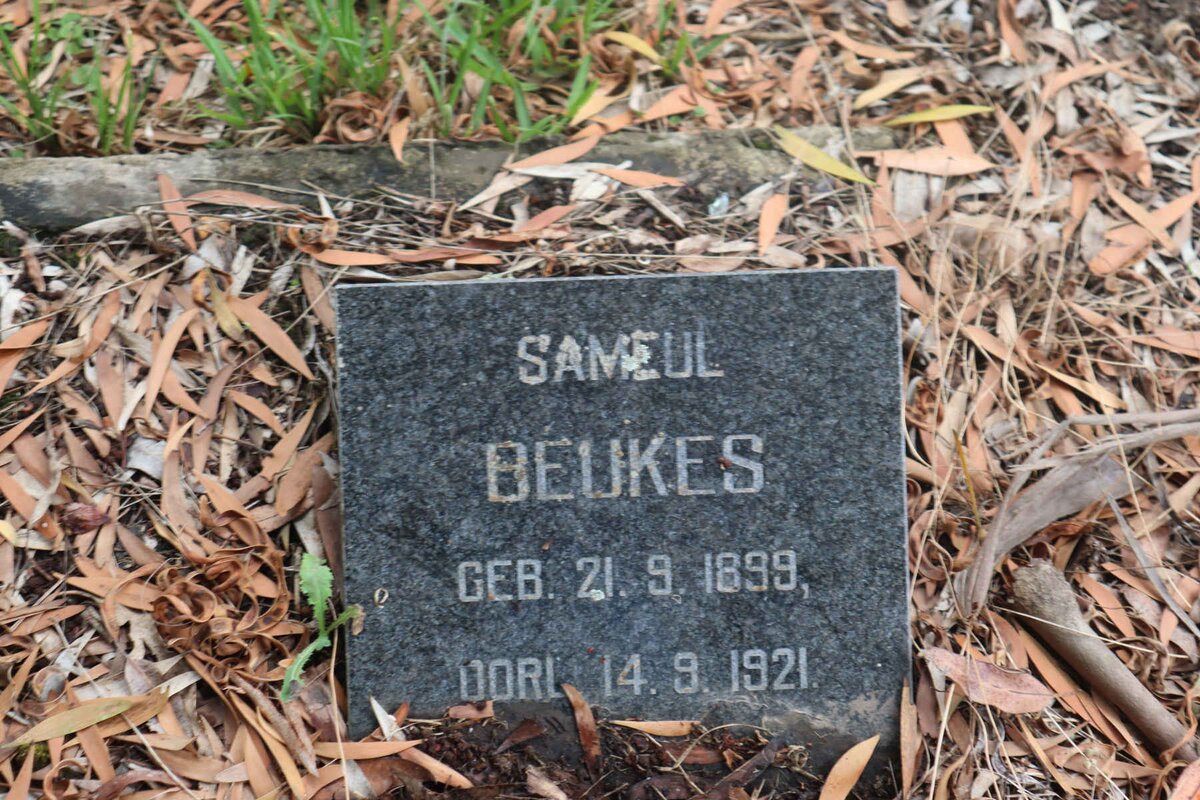 SAMEUL
BEUKES
GEB. 21. 9. 1899,
OORL. 14. 9. 1921.